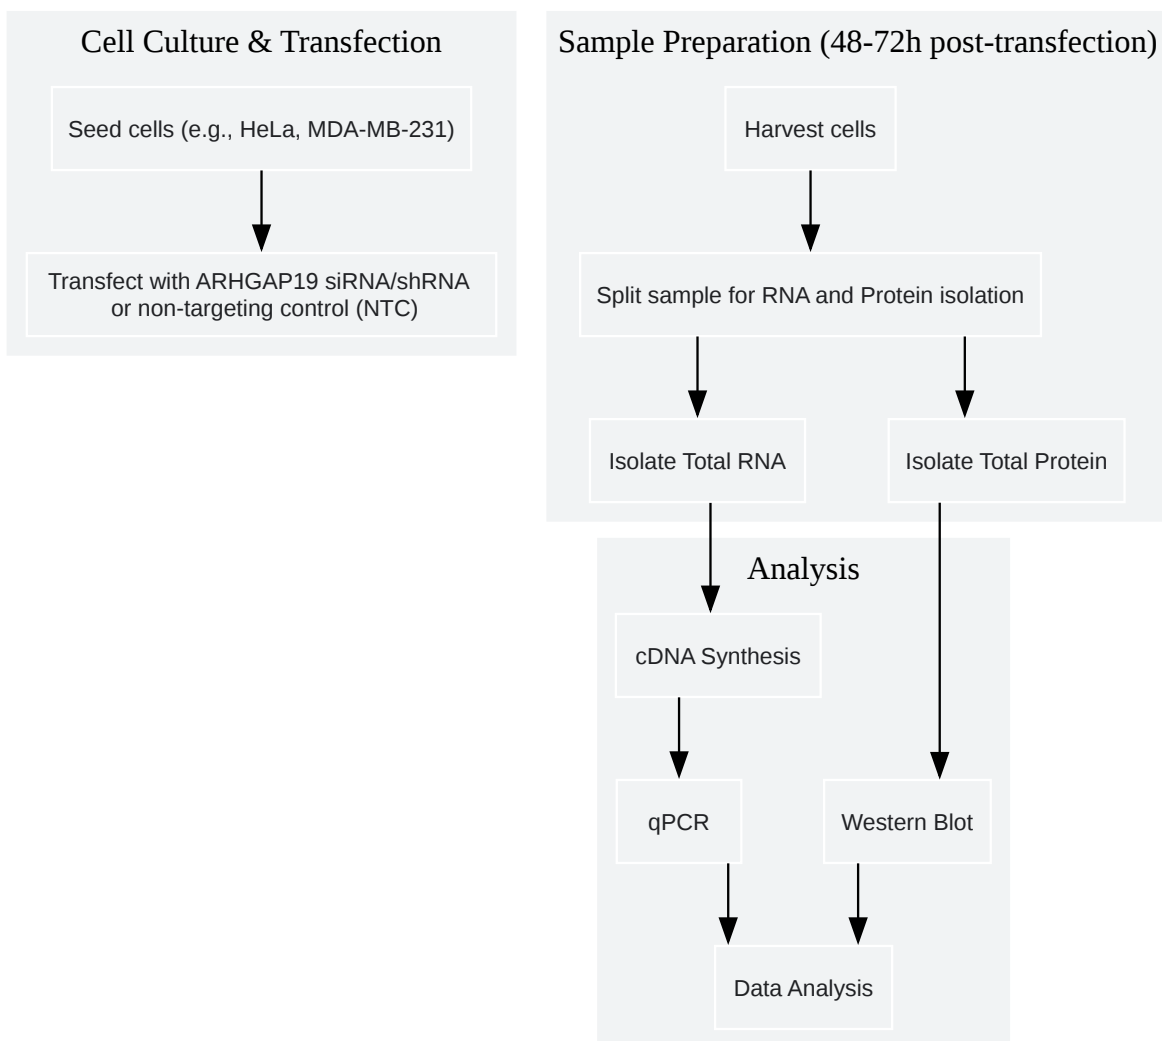 Cell Culture & Transfection
Seed cells (e.g., HeLa, MDA-MB-231)
Transfect with ARHGAP19 siRNA/shRNA
or non-targeting control (NTC)
Sample Preparation (48-72h post-transfection)
Harvest cells
Split sample for RNA and Protein isolation
Isolate Total RNA
Isolate Total Protein
Analysis
cDNA Synthesis
qPCR
Western Blot
Data Analysis